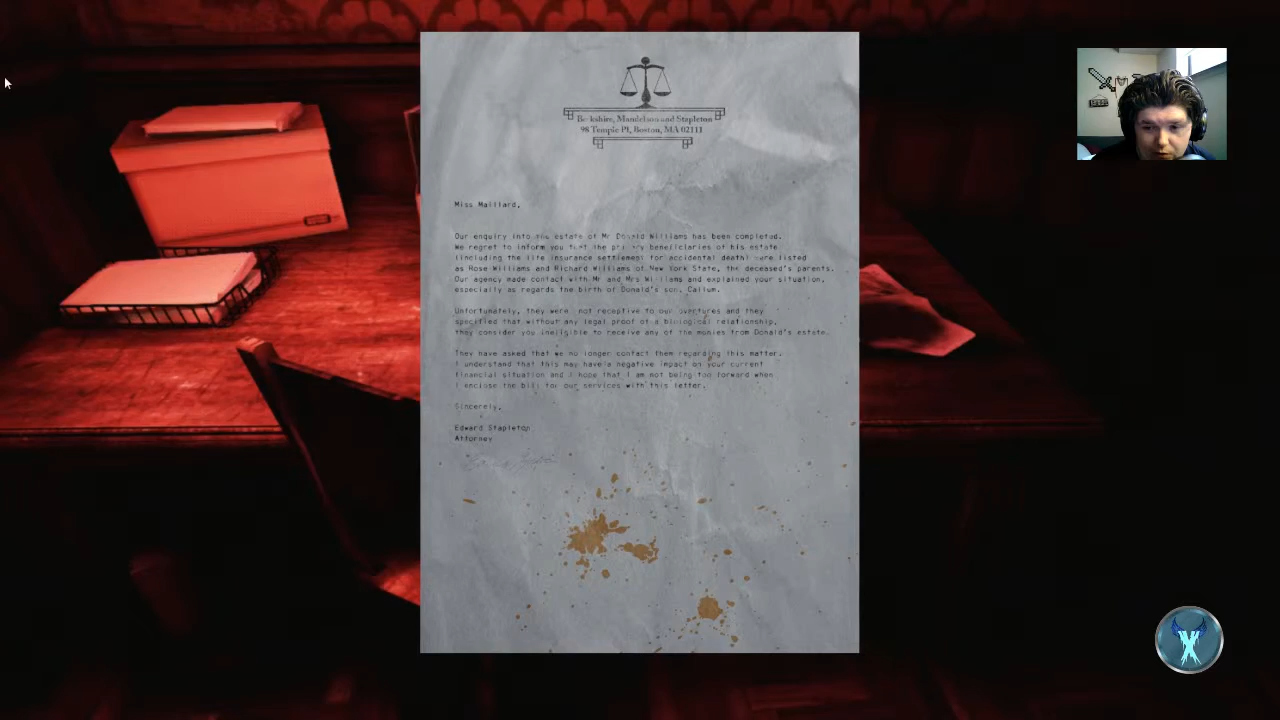 Berkshire, Mandelson and Stapleton
98 Temple Pl, Boston, MA 02111
Miss Maillard,
Our enquiry into the estate of Mr Donald Williams has been completed.
We regret to inform you that the primary beneficiaries of his estate
(including the life insurance settlement for accidental death) were listed
as Rose Williams and Richard Williams of New York State, the deceased's parents.
Our agency made contact with Mr and Mrs Williams and explained your situation,
especially as regards the birth of Donald's son, Callum.
Unfortunately, they were not receptive to our overtures and they
specified that without any legal proof of a biological relationship,
they consider you ineligible to receive any of the monies from Donald's estate.
They have asked that we no longer contact them regarding this matter.
I understand that this may have a negative impact on your current
financial situation and I hope that I am not being too forward when
I enclose the bill for our services with this letter.
Sincerely,
Edward Stapleton
Attorney